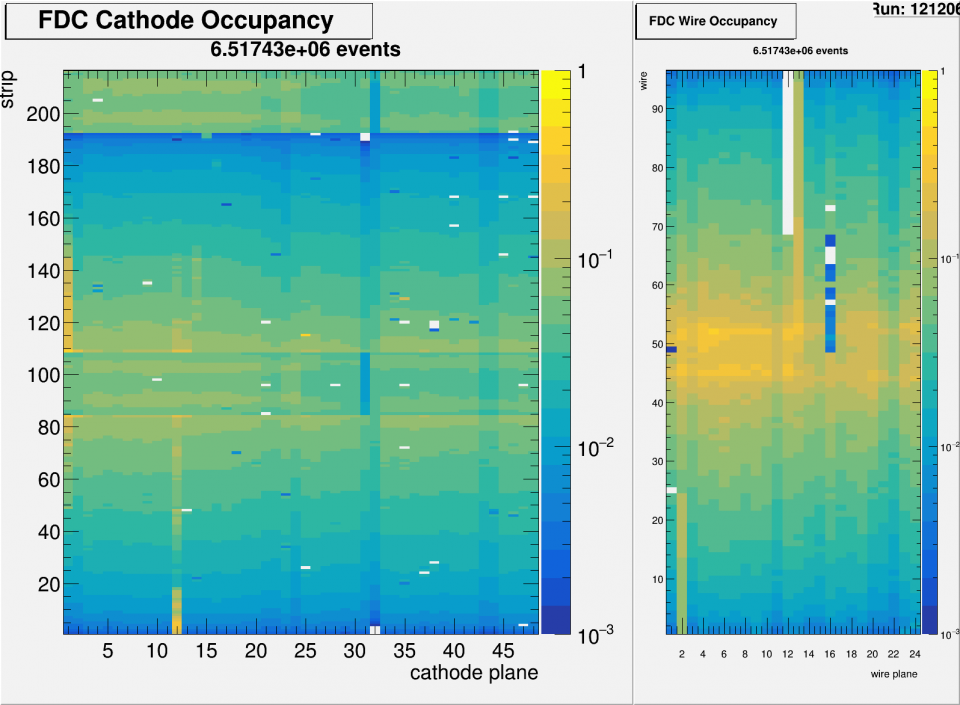 FDC Cathode Occupancy
6.51743e+06 events
strip
200
180
160
140
120
100
80
60
40
20
5 10 15 20 25 30 35 40 45
cathode plane
1
10−1
10−2
10−3
Run: 121206
FDC Wire Occupancy
6.51743e+06 events
wire
90
80
70
60
50
40
30
20
10
2 4 6 8 10 12 14 16 18 20 22 24
wire plane
1
10−1
10−2
10−3